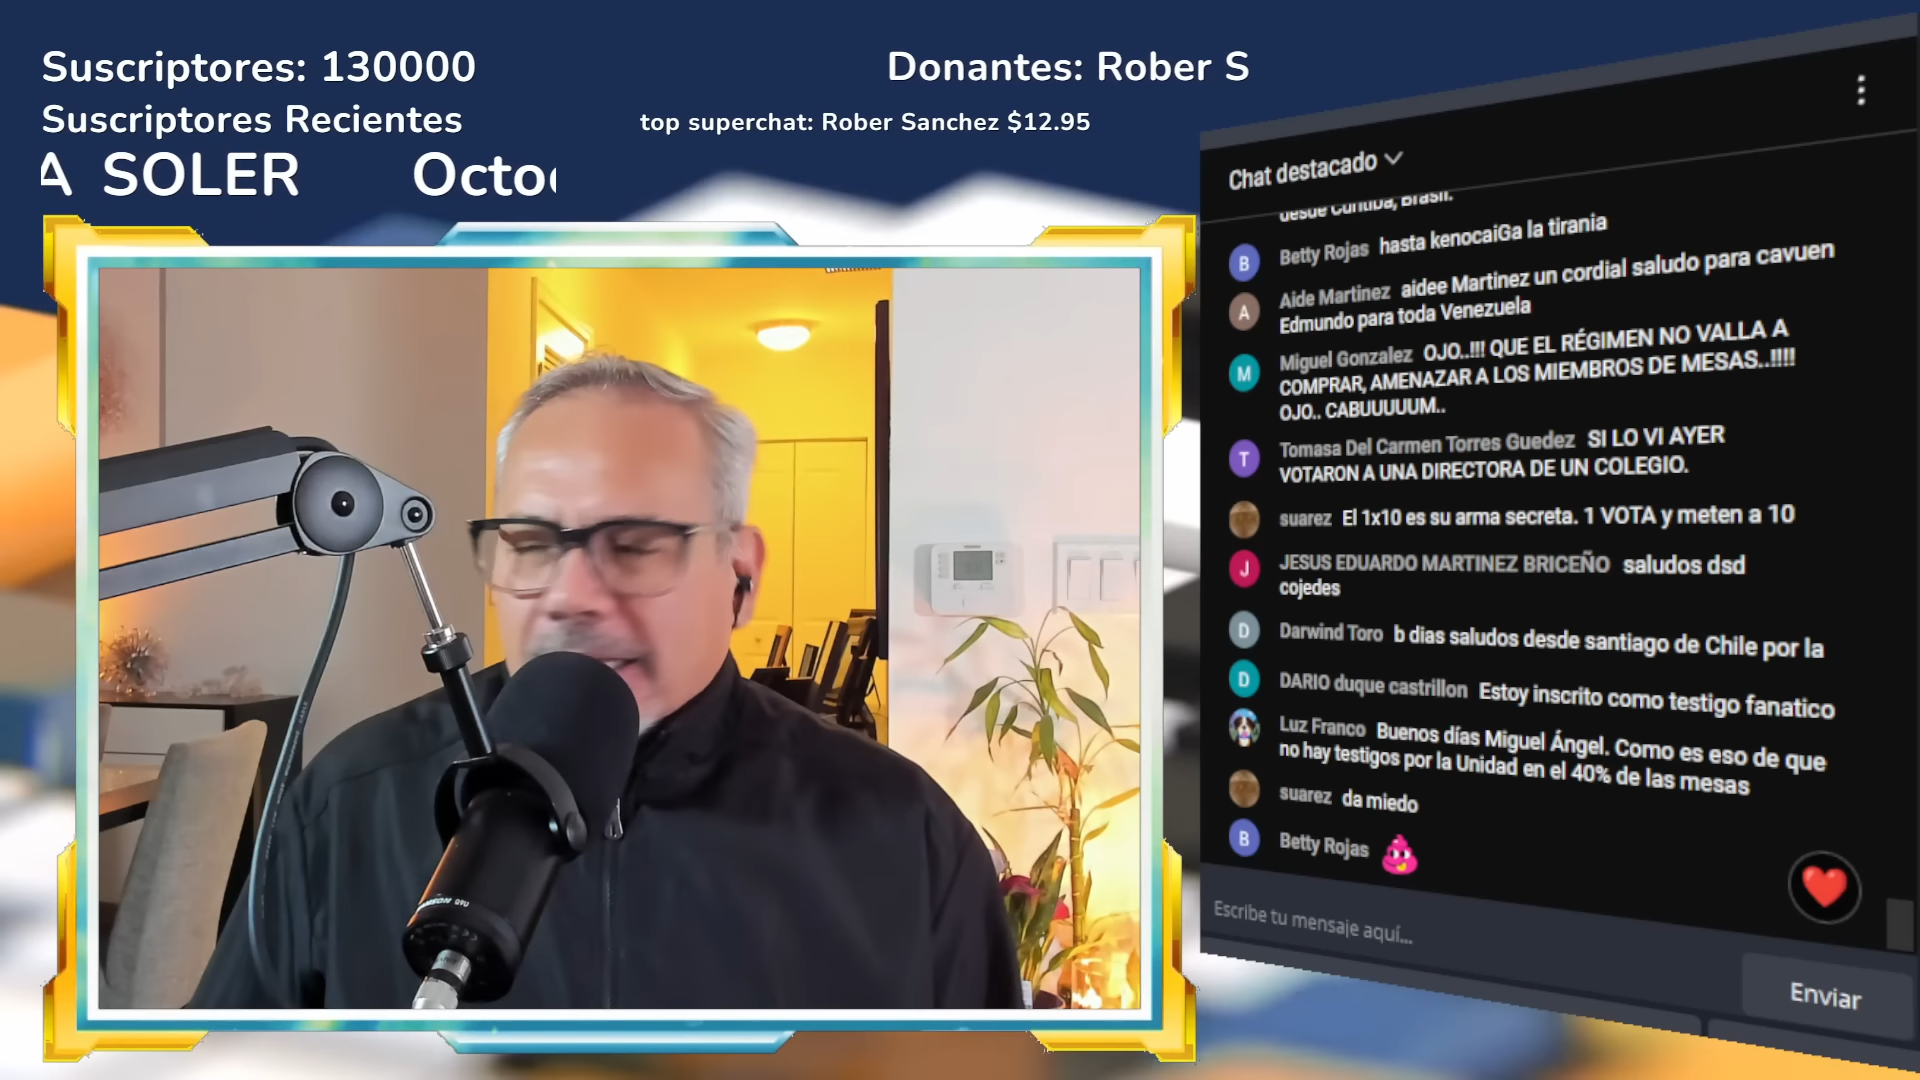 Suscriptores: 130000
Donantes: Rober S
Suscriptores Recientes
top superchat: Rober Sanchez $12.95
A SOLER Octo
Chat destacado
desde Curitiba, Brasil.
B Betty Rojas hasta kenocaiGa la tirania
A Aide Martinez aidee Martinez un cordial saludo para cavuen
Edmundo para toda Venezuela
M Miguel Gonzalez OJO..!!! QUE EL RÉGIMEN NO VALLA A
COMPRAR, AMENAZAR A LOS MIEMBROS DE MESAS..!!!!
OJO.. CABUUUUUM..
T Tomasa Del Carmen Torres Guedez SI LO VI AYER
VOTARON A UNA DIRECTORA DE UN COLEGIO.
suarez El 1x10 es su arma secreta. 1 VOTA y meten a 10
J JESUS EDUARDO MARTINEZ BRICEÑO saludos dsd
cojedes
D Darwind Toro b dias saludos desde santiago de Chile por la
D DARIO duque castrillon Estoy inscrito como testigo fanatico
Luz Franco Buenos días Miguel Ángel. Como es eso de que
no hay testigos por la Unidad en el 40% de las mesas
suarez da miedo
B Betty Rojas
Escribe tu mensaje aquí...
Enviar
SAMSON Q9U